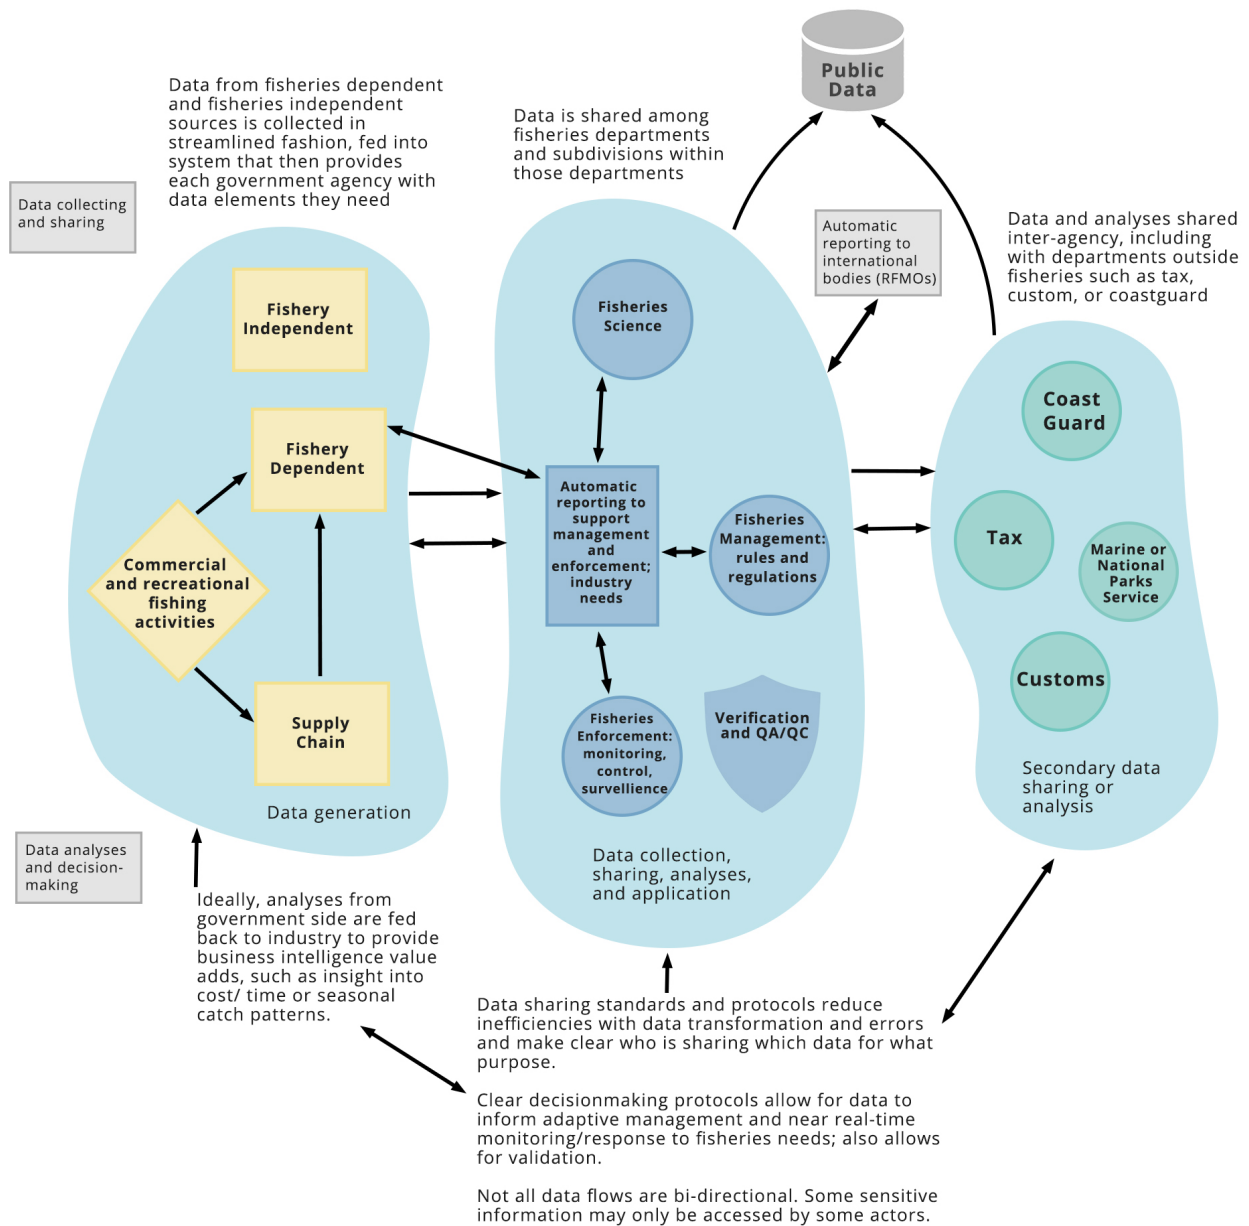 Public
Data
Data from fisheries dependent
and fisheries independent
sources is collected in
streamlined fashion, fed into
system that then provides
each government agency with
data elements they need
Data is shared among
fisheries departments
and subdivisions within
those departments
Data collecting
and sharing
Automatic
reporting to
international
bodies (RFMOs)
Data and analyses shared
inter-agency, including
with departments outside
fisheries such as tax,
custom, or coastguard
Fishery
Independent
Fishery
Dependent
Commercial
and recreational
fishing
activities
Supply
Chain
Data generation
Fisheries
Science
Automatic
reporting to
support
management
and
enforcement;
industry
needs
Fisheries
Management:
rules and
regulations
Fisheries
Enforcement:
monitoring,
control,
survellience
Verification
and QA/QC
Data collection,
sharing, analyses,
and application
Coast
Guard
Tax
Marine or
National
Parks
Service
Customs
Secondary data
sharing or
analysis
Data analyses
and decision-
making
Ideally, analyses from
government side are fed
back to industry to provide
business intelligence value
adds, such as insight into
cost/ time or seasonal
catch patterns.
Data sharing standards and protocols reduce
inefficiencies with data transformation and errors
and make clear who is sharing which data for what
purpose.
Clear decisionmaking protocols allow for data to
inform adaptive management and near real-time
monitoring/response to fisheries needs; also allows
for validation.
Not all data flows are bi-directional. Some sensitive
information may only be accessed by some actors.